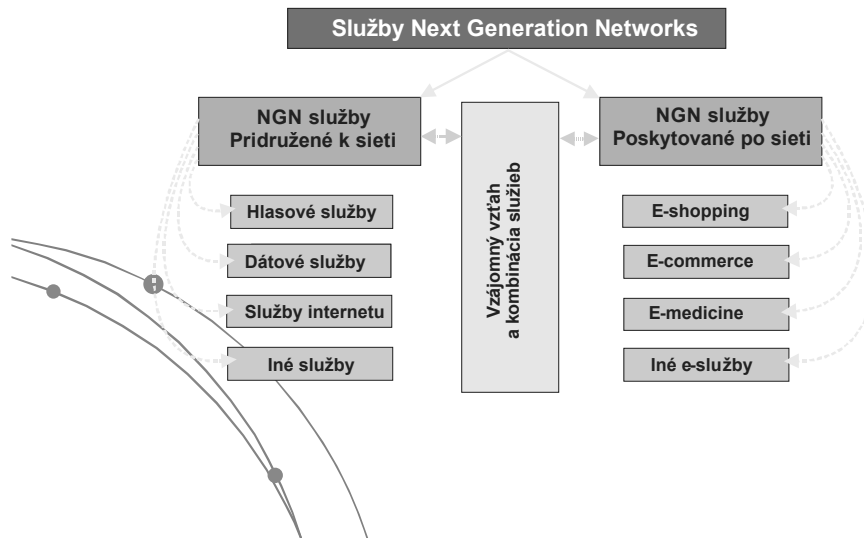 Služby Next Generation Networks
NGN služby
Pridružené k sieti
NGN služby
Poskytované po sieti
Vzájomný vzťah
a kombinácia služieb
Hlasové služby
Dátové služby
Služby internetu
Iné služby
E-shopping
E-commerce
E-medicine
Iné e-služby